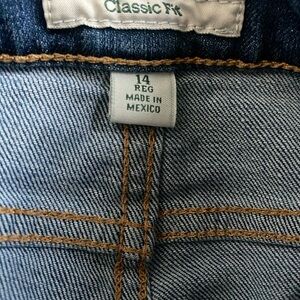 Classic Fit
14
REG
MADE IN
MEXICO